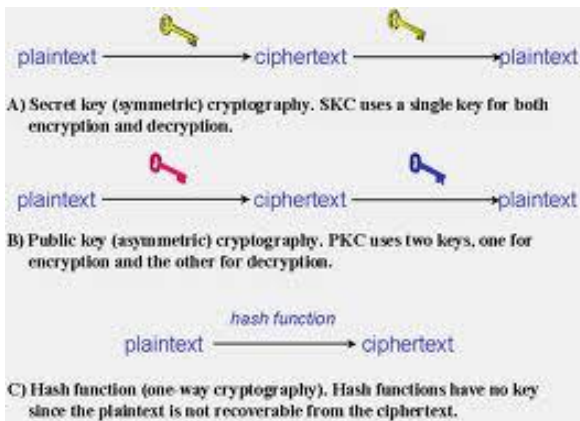 plaintext ciphertext plaintext
A) Secret key (symmetric) cryptography. SKC uses a single key for both
encryption and decryption.
plaintext ciphertext plaintext
B) Public key (asymmetric) cryptography. PKC uses two keys, one for
encryption and the other for decryption.
hash function
plaintext ciphertext
C) Hash function (one-way cryptography). Hash functions have no key
since the plaintext is not recoverable from the ciphertext.